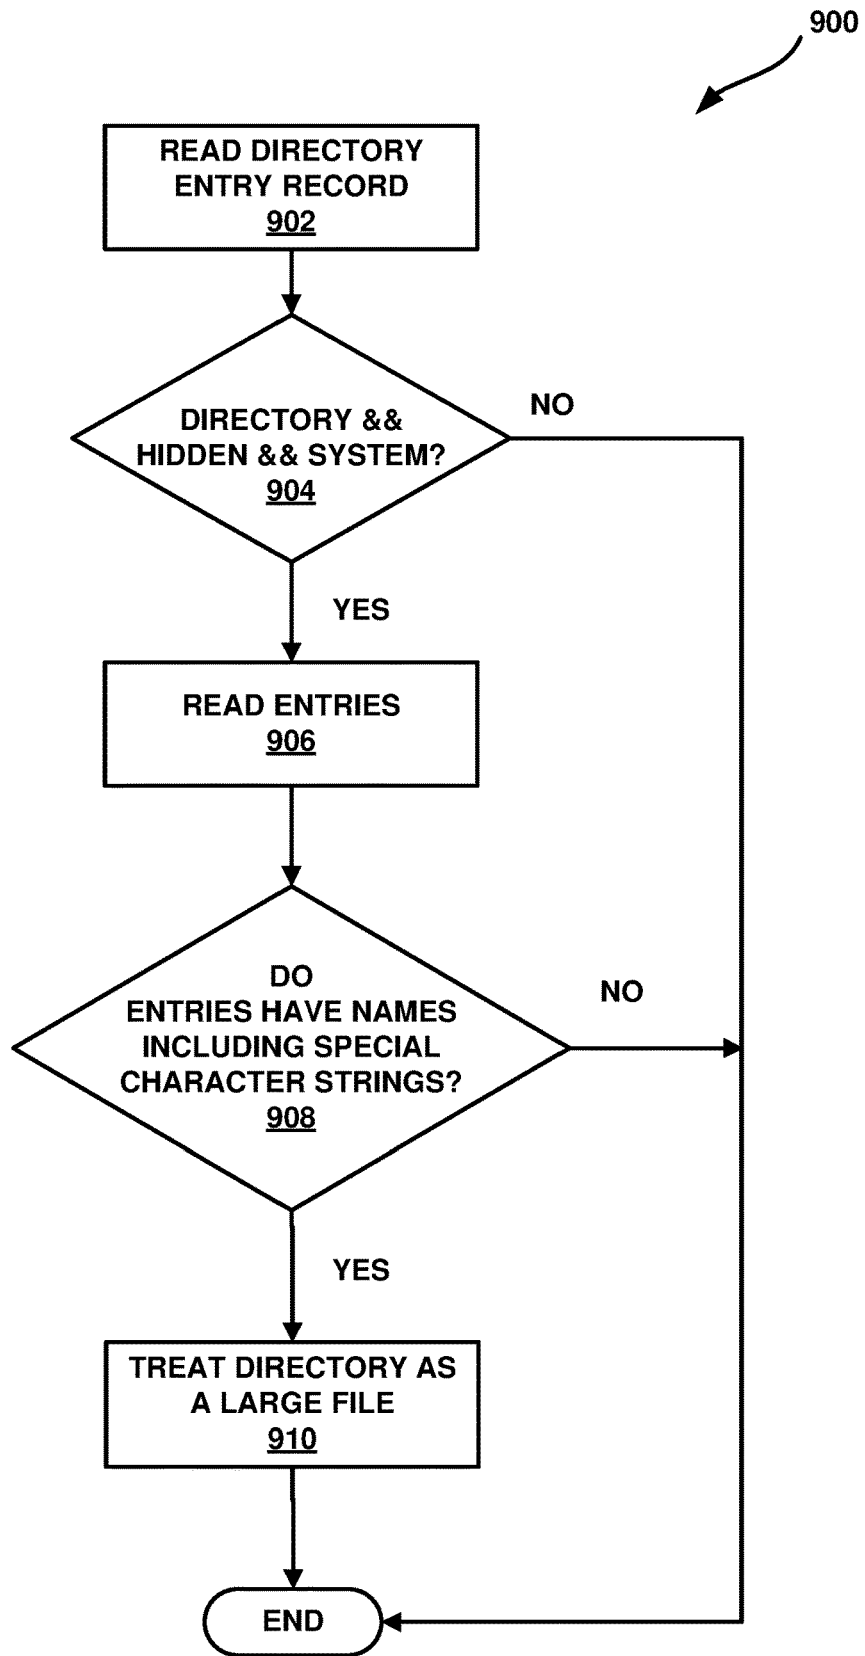 900
READ DIRECTORY
ENTRY RECORD
902
DIRECTORY &&
HIDDEN && SYSTEM?
904
NO
YES
READ ENTRIES
906
DO
ENTRIES HAVE NAMES
INCLUDING SPECIAL
CHARACTER STRINGS?
908
NO
YES
TREAT DIRECTORY AS
A LARGE FILE
910
END